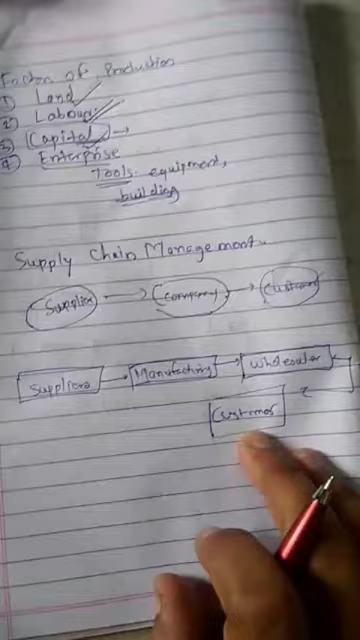 Factors of Production
① Land
② Labour
③ Capital →
④ Enterprise
Tools, equipment,
building
Supply Chain Management.
Supplier → Company → Customer
Suppliers → Manufacturing → Wholesaler
Customer